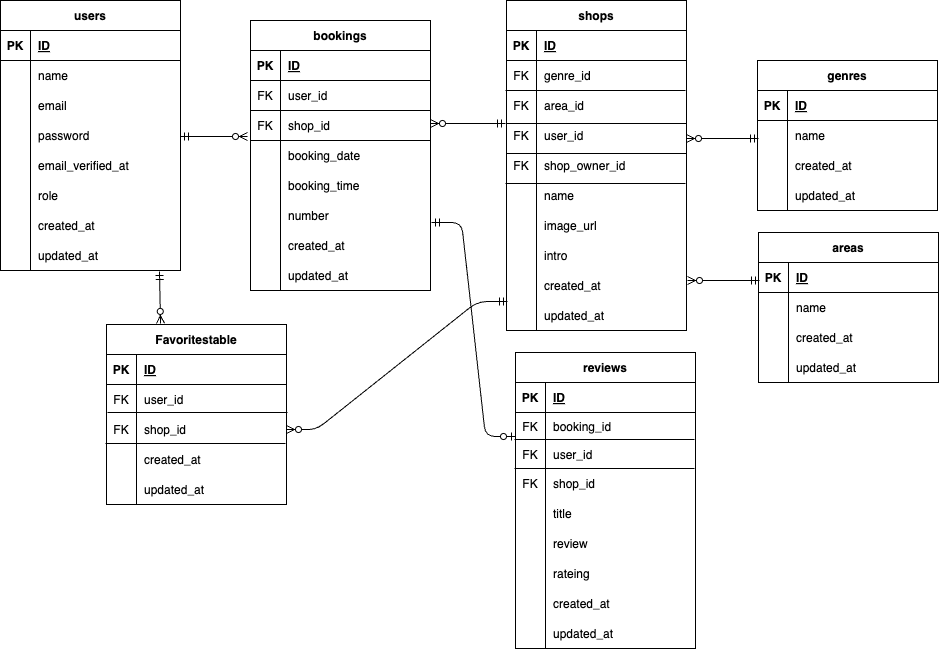 users
PK ID
name
email
password
email_verified_at
role
created_at
updated_at
bookings
PK ID
FK user_id
FK shop_id
booking_date
booking_time
number
created_at
updated_at
shops
PK ID
FK genre_id
FK area_id
FK user_id
FK shop_owner_id
name
image_url
intro
created_at
updated_at
genres
PK ID
name
created_at
updated_at
areas
PK ID
name
created_at
updated_at
Favoritestable
PK ID
FK user_id
FK shop_id
created_at
updated_at
reviews
PK ID
FK booking_id
FK user_id
FK shop_id
title
review
rateing
created_at
updated_at